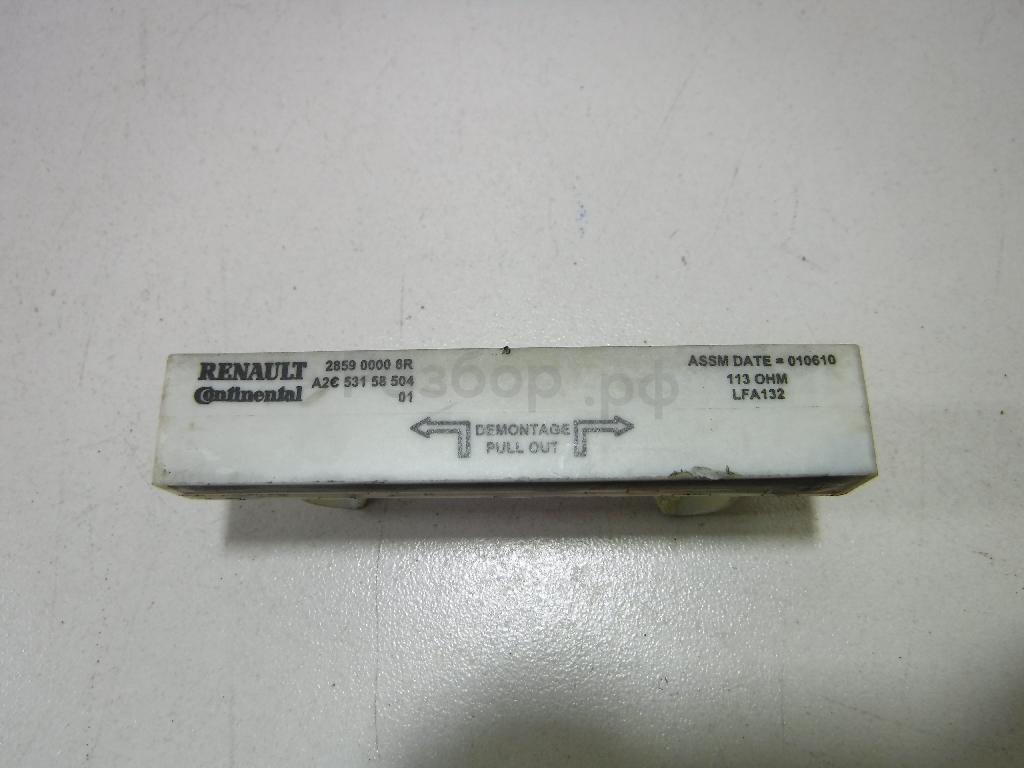 RENAULT 2859 0000 8R
Continental A2C 531 58 504
01
ASSM DATE = 010610
113 OHM
LFA132
DEMONTAGE
PULL OUT
разбор.рф